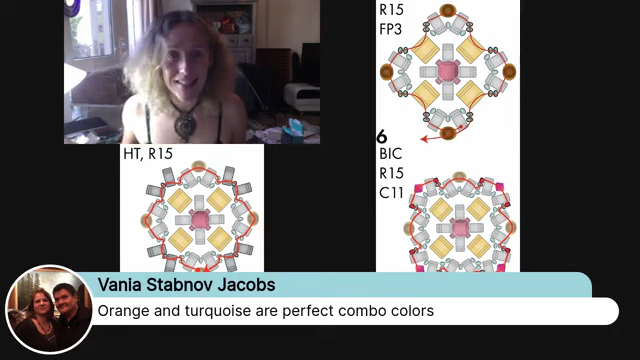 R15
FP3
6
BIC
R15
C11
HT, R15
Vania Stabnov Jacobs
Orange and turquoise are perfect combo colors